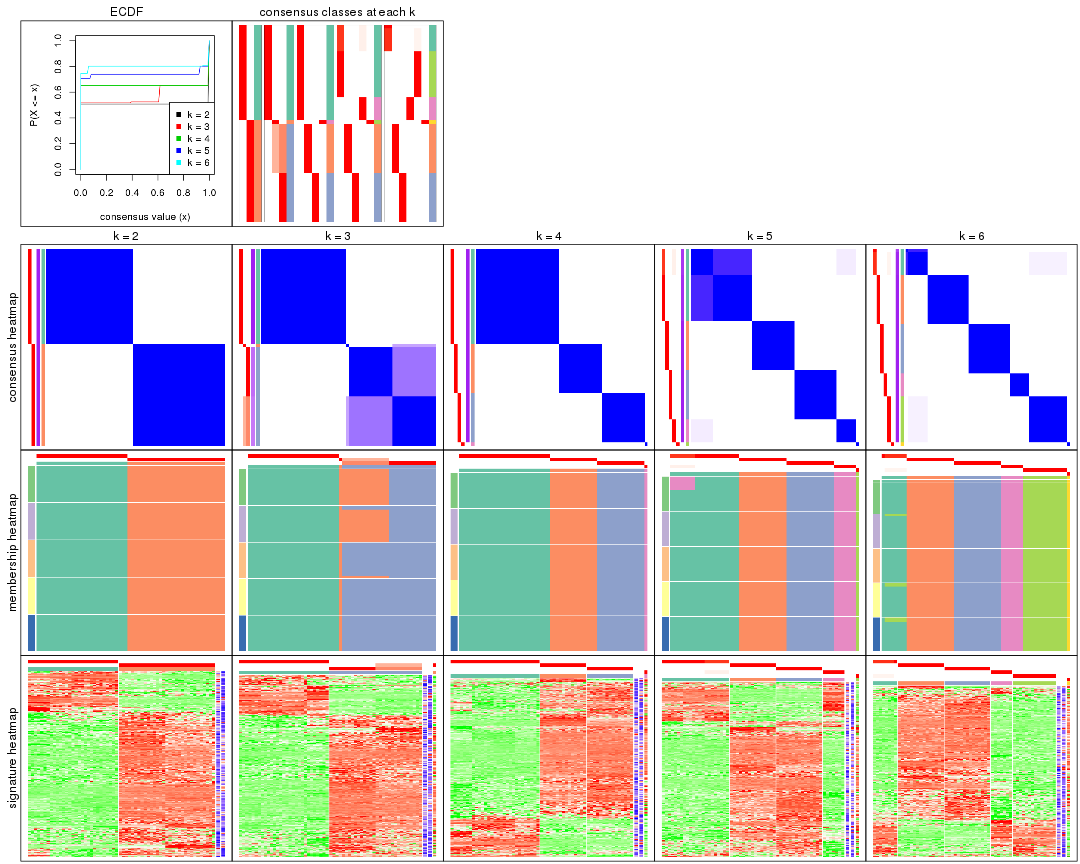 ECDF
consensus classes at each k
P(X <= x)
1.0
0.8
0.6
0.4
0.2
0.0
k = 2
k = 3
k = 4
k = 5
k = 6
0.0 0.2 0.4 0.6 0.8 1.0
consensus value (x)
k = 2 k = 3 k = 4 k = 5 k = 6
consensus heatmap
membership heatmap
signature heatmap